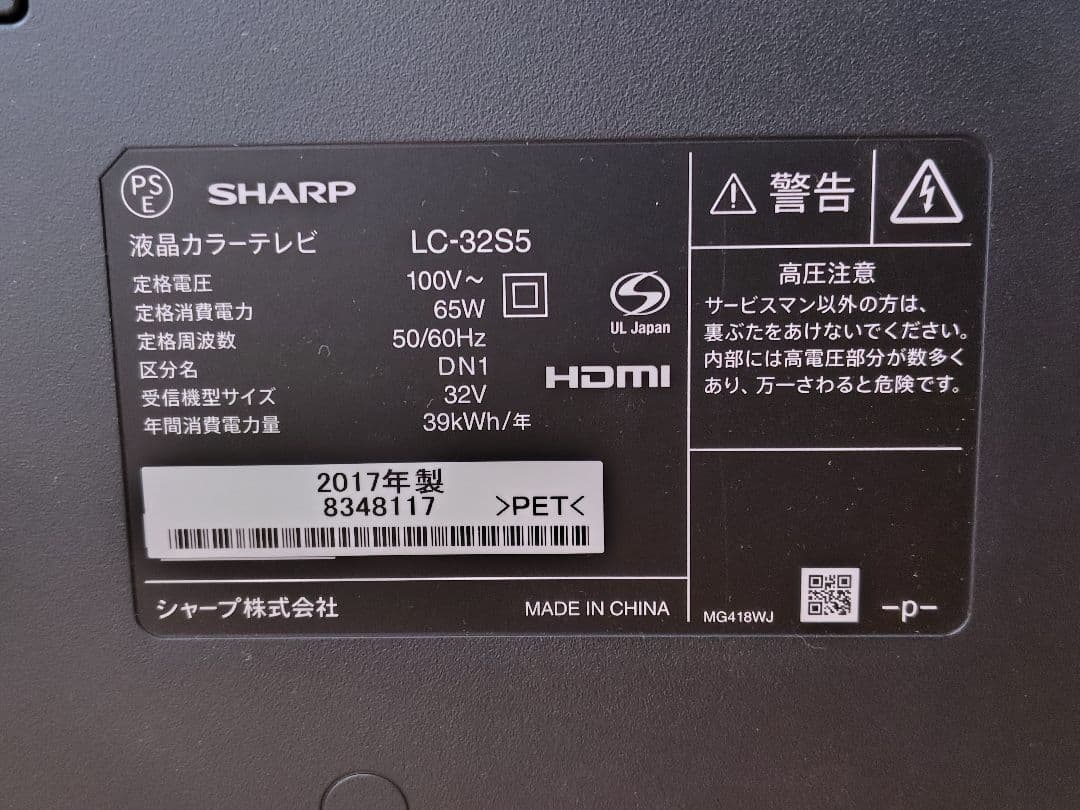 PS
E
SHARP
液晶カラーテレビ LC-32S5
定格電圧 100V~
定格消費電力 65W
定格周波数 50/60Hz
区分名 DN1
受信機型サイズ 32V
年間消費電力量 39kWh/年
UL Japan
HDMI
2017年製
8348117 >PET<
シャープ株式会社 MADE IN CHINA
警告
高圧注意
サービスマン以外の方は、
裏ぶたをあけないでください。
内部には高電圧部分が数多く
あり、万一さわると危険です。
MG418WJ -p-